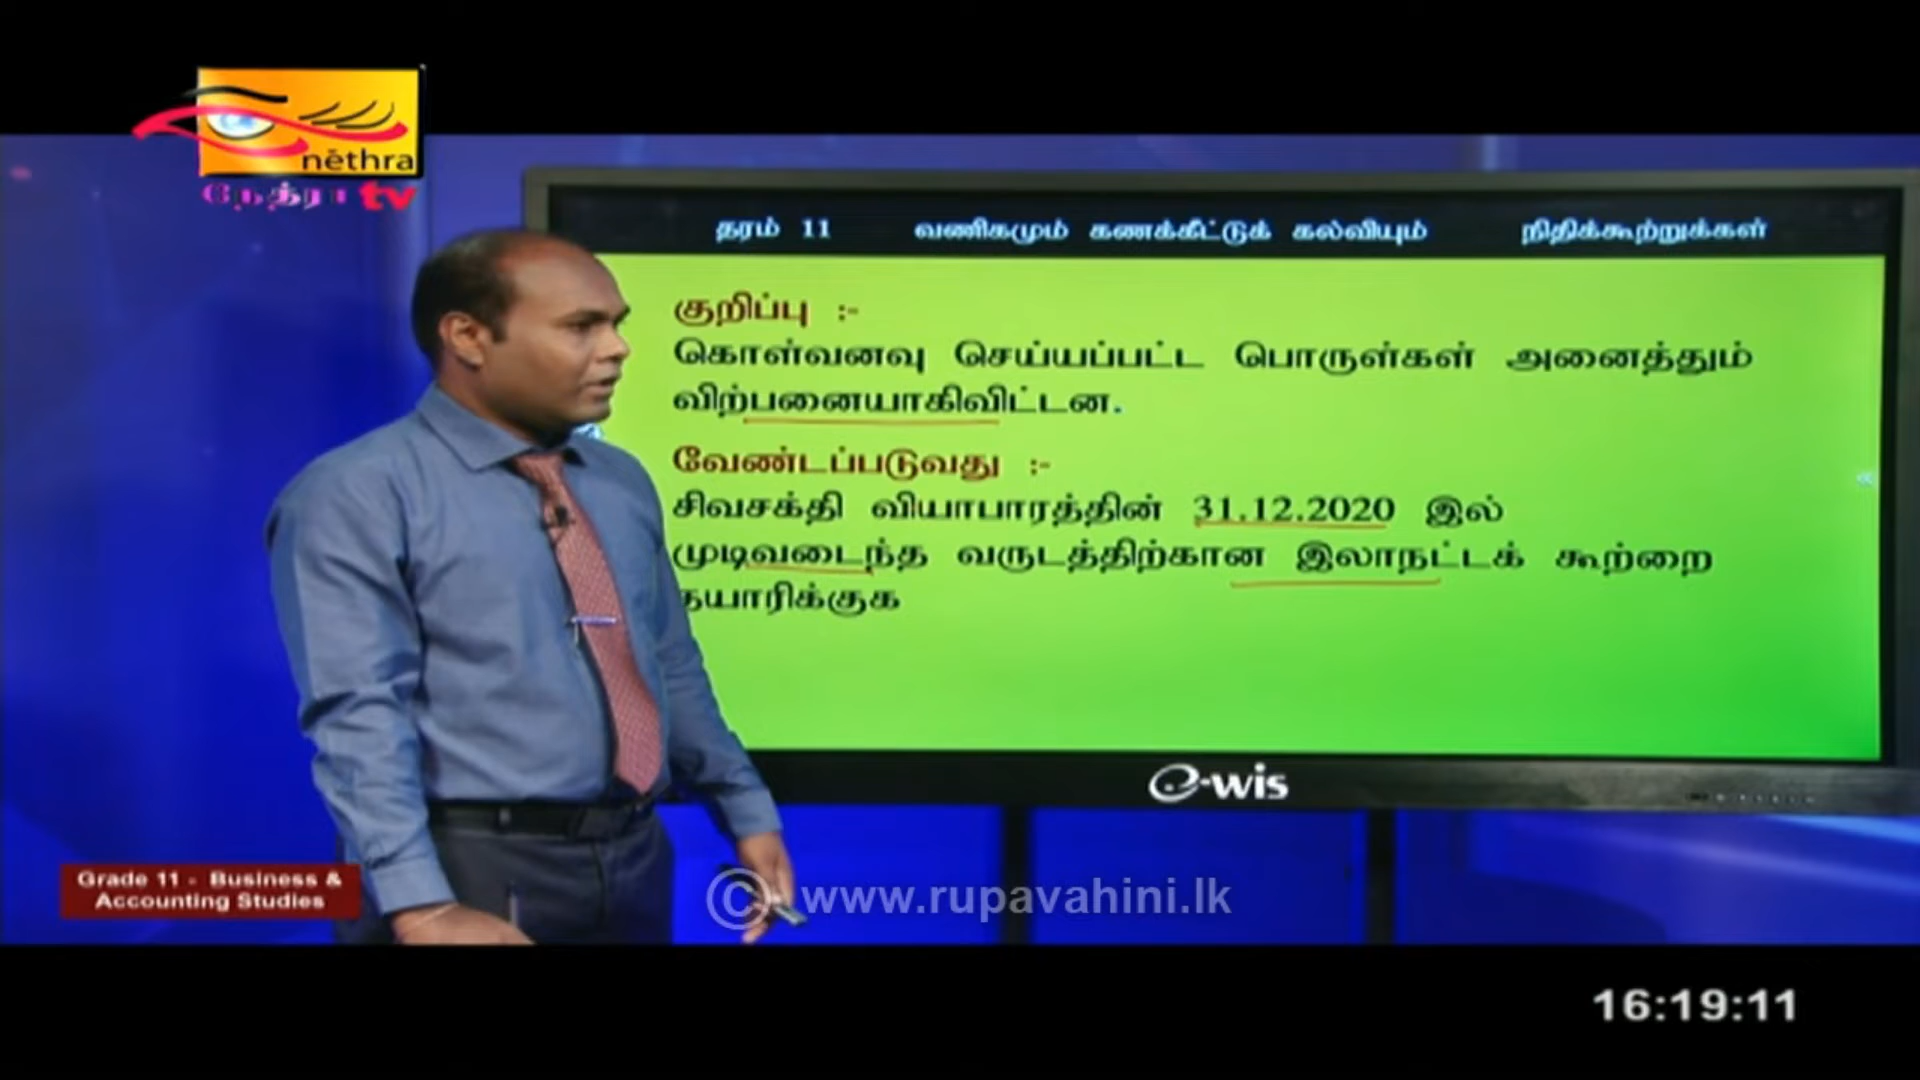 nēthra
நேத்ரா tv
தரம் 11 வணிகமும் கணக்கீட்டுக் கல்வியும் நிதிக்கூற்றுக்கள்
குறிப்பு :-
கொள்வனவு செய்யப்பட்ட பொருள்கள் அனைத்தும்
விற்பனையாகிவிட்டன.
வேண்டப்படுவது :-
சிவசக்தி வியாபாரத்தின் 31.12.2020 இல்
முடிவடைந்த வருடத்திற்கான இலாநட்டக் கூற்றை
தயாரிக்குக
e-wis
Grade 11 - Business &
Accounting Studies
© www.rupavahini.lk
16:19:11